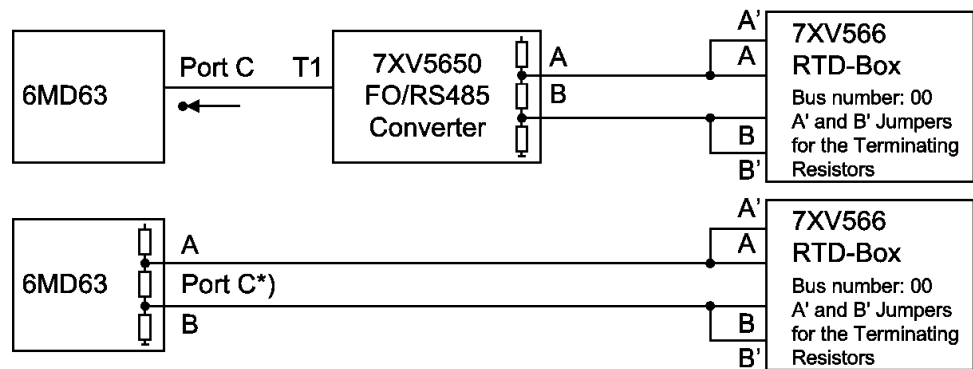 6MD63
Port C
T1
7XV5650
FO/RS485
Converter
A
B
A'
A
B
B'
7XV566
RTD-Box
Bus number: 00
A' and B' Jumpers
for the Terminating
Resistors
6MD63
A
Port C*)
B
A'
A
B
B'
7XV566
RTD-Box
Bus number: 00
A' and B' Jumpers
for the Terminating
Resistors